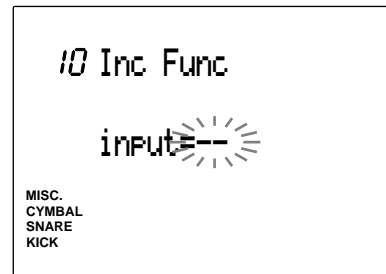 10 Inc Func
input=--
MISC.
CYMBAL
SNARE
KICK